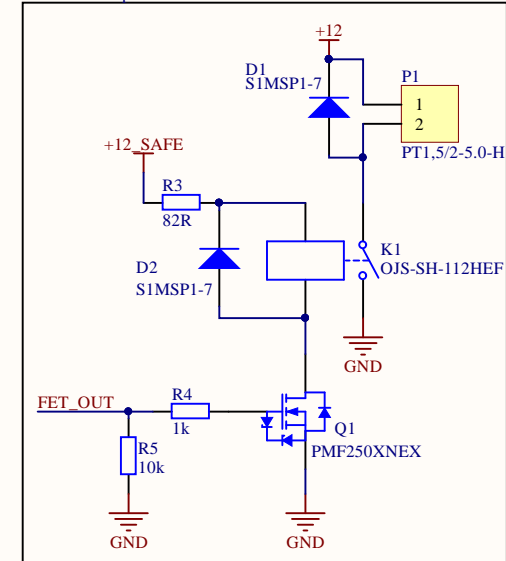 +12
D1
S1MSP1-7
P1
1
2
PT1,5/2-5.0-H
+12_SAFE
R3
82R
D2
S1MSP1-7
K1
OJS-SH-112HEF
GND
FET_OUT
R4
1k
Q1
PMF250XNEX
R5
10k
GND
GND